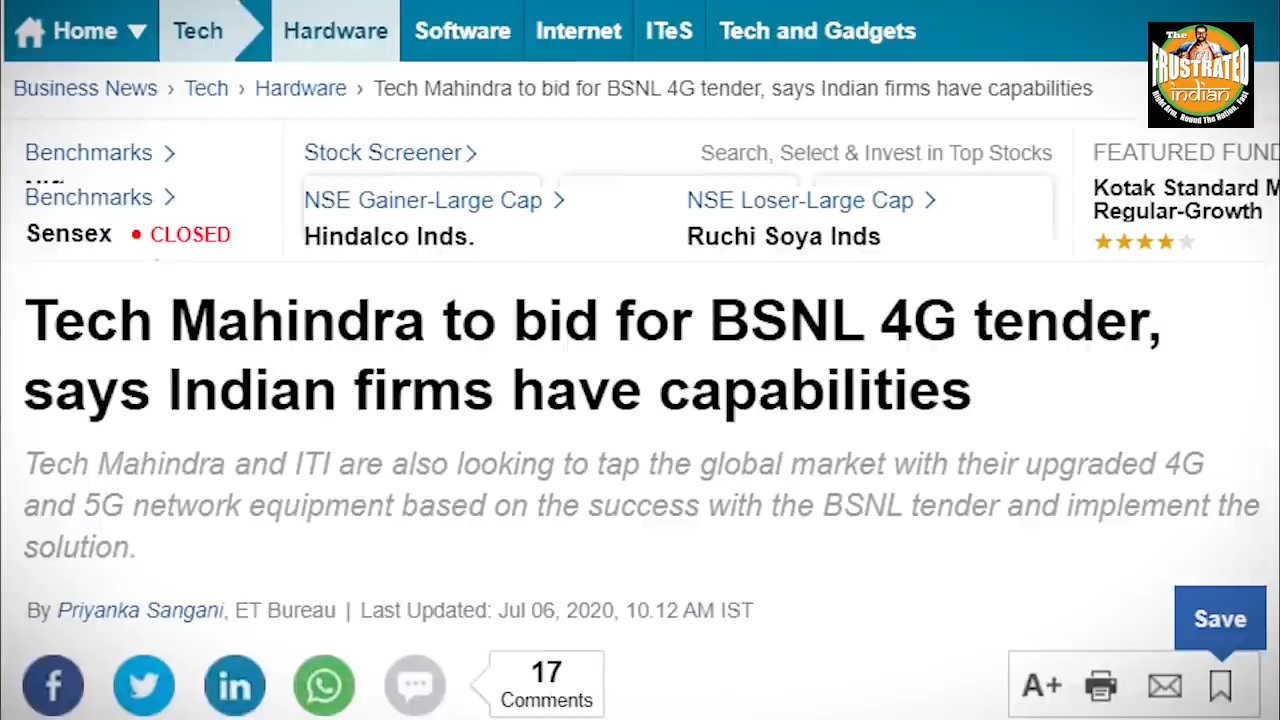 Home Tech Hardware Software Internet ITeS Tech and Gadgets
The
FRUSTRATED
indian
Right Arm, Round The Nation, Fast
Business News › Tech › Hardware › Tech Mahindra to bid for BSNL 4G tender, says Indian firms have capabilities
Benchmarks >
Stock Screener >
Search, Select & Invest in Top Stocks
FEATURED FUND
Benchmarks >
NSE Gainer-Large Cap >
NSE Loser-Large Cap >
Kotak Standard M
Regular-Growth
Sensex • CLOSED
Hindalco Inds.
Ruchi Soya Inds
Tech Mahindra to bid for BSNL 4G tender,
says Indian firms have capabilities
Tech Mahindra and ITI are also looking to tap the global market with their upgraded 4G
and 5G network equipment based on the success with the BSNL tender and implement the
solution.
By Priyanka Sangani, ET Bureau | Last Updated: Jul 06, 2020, 10.12 AM IST
Save
17
Comments
A+